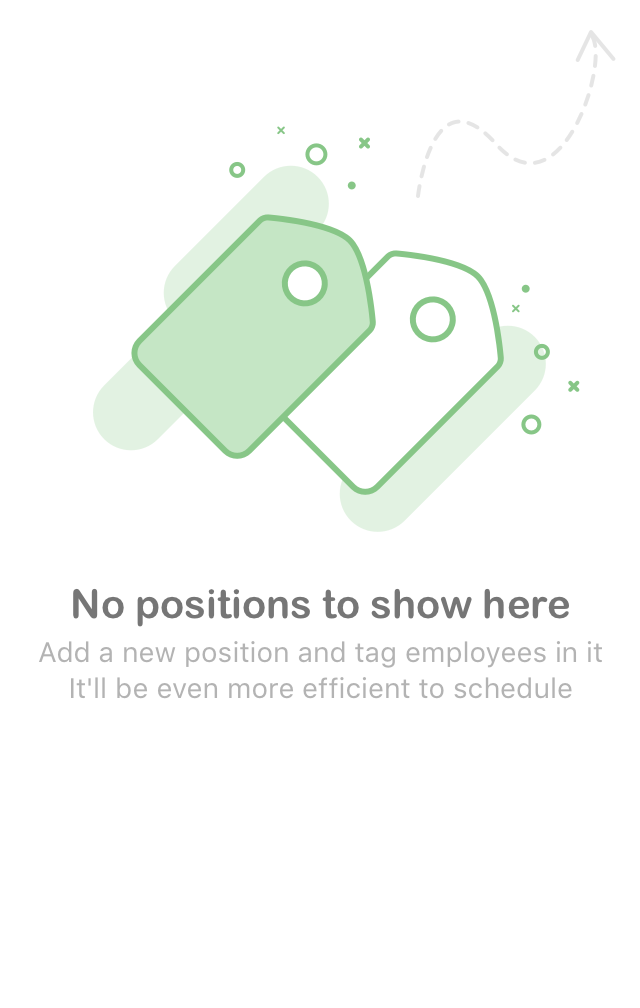 No positions to show here
Add a new position and tag employees in it
It'll be even more efficient to schedule